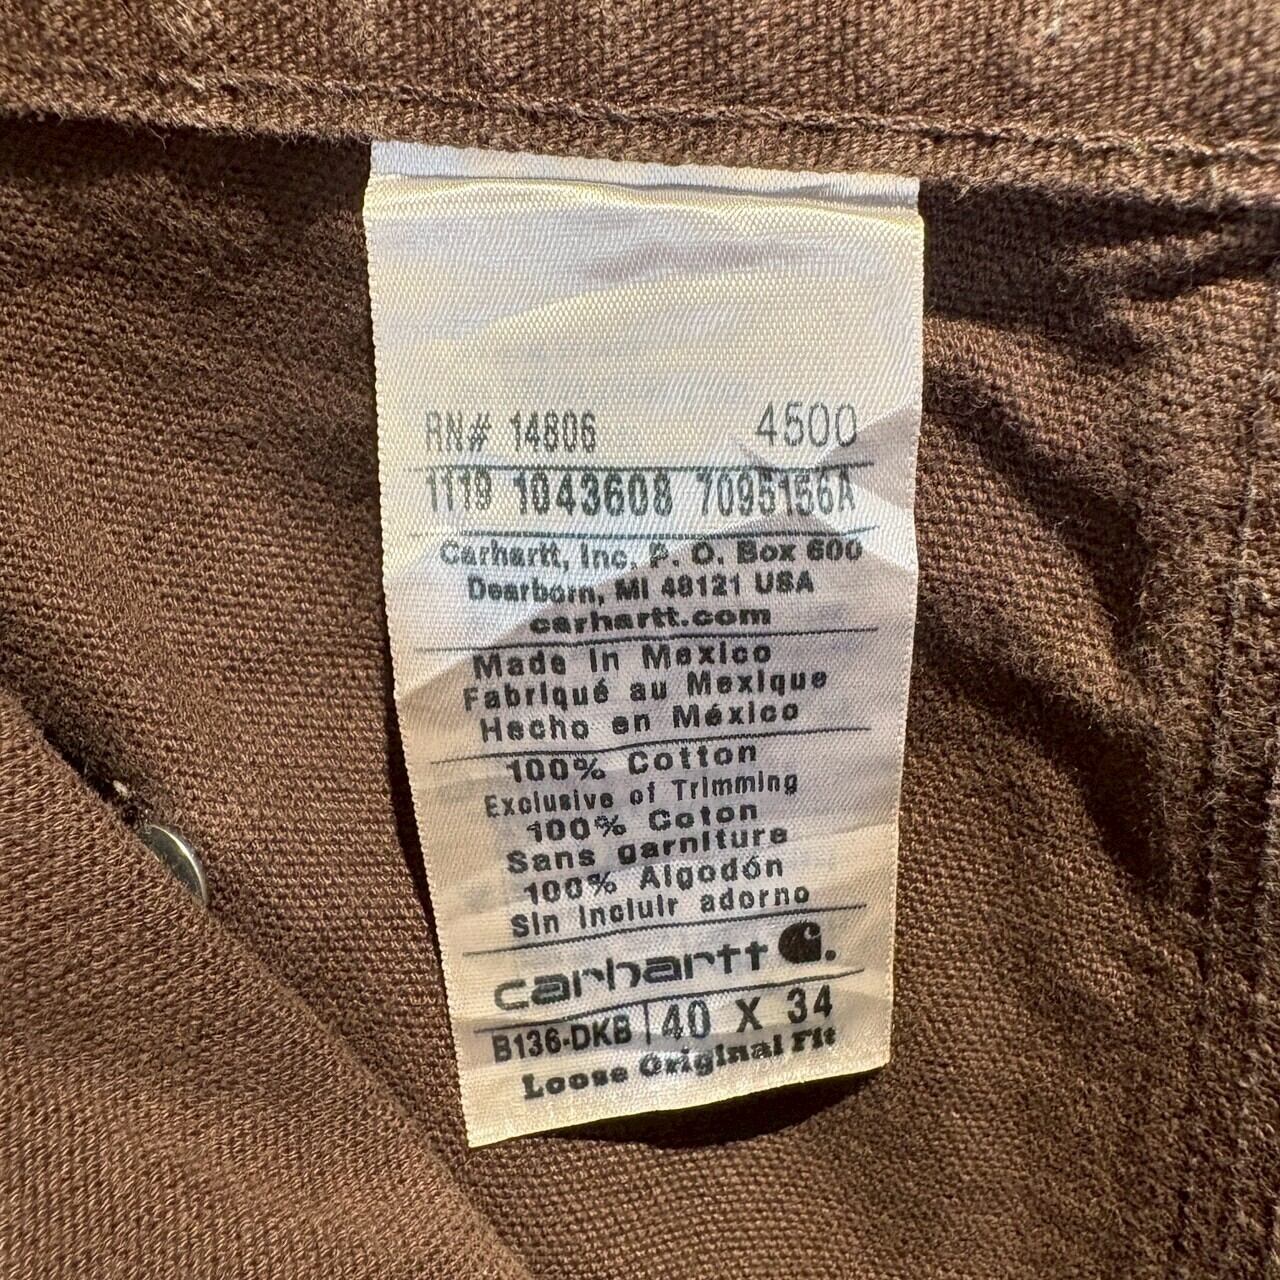 RN# 14806 4500
1119 1043608 7095156A
Carhartt, Inc. P. O. Box 600
Dearborn, MI 48121 USA
carhartt.com
Made in Mexico
Fabriqué au Mexique
Hecho en México
100% Cotton
Exclusive of Trimming
100% Coton
Sans garniture
100% Algodón
Sin incluir adorno
carhartt
B136-DKB 40 X 34
Loose Original Fit